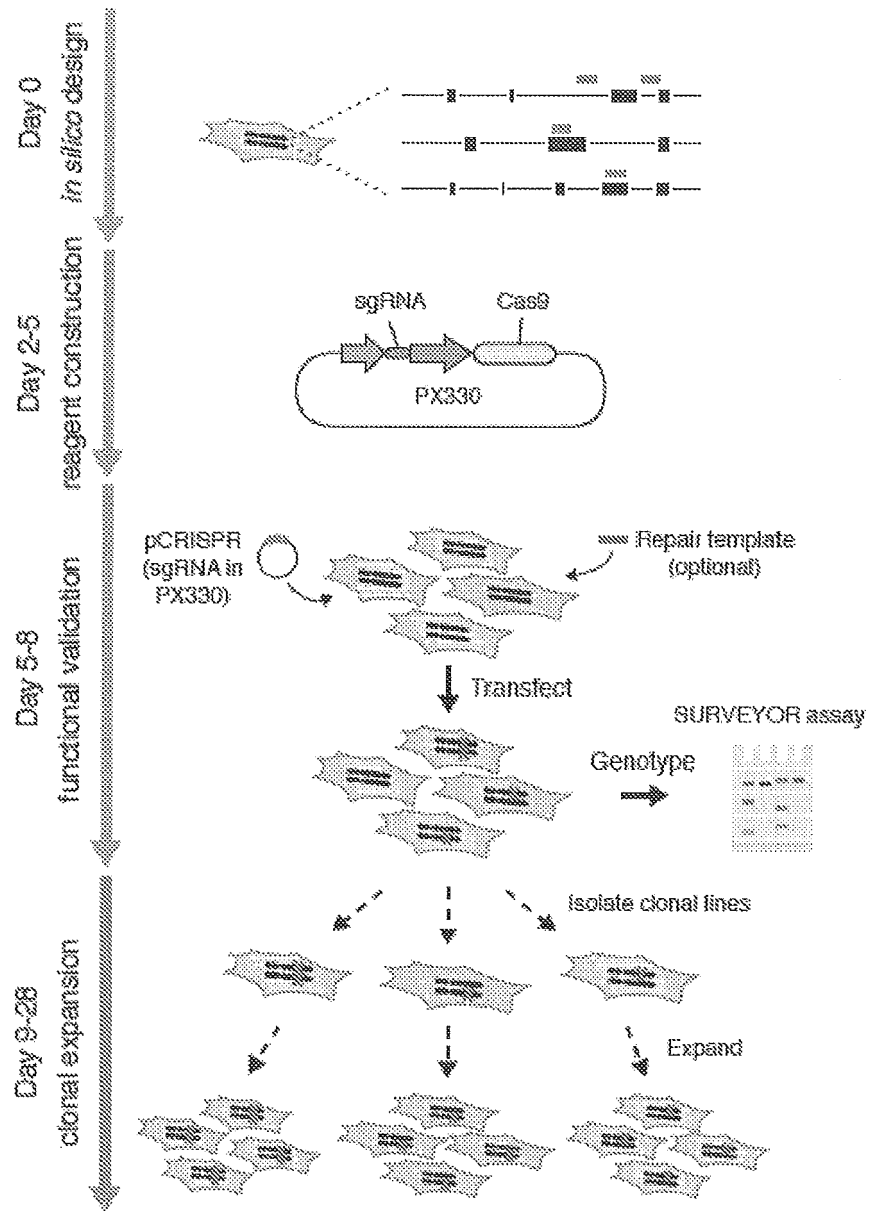 Day 0
in silico design
Day 2-5
reagent construction
sgRNA
Cas9
PX330
Day 5-8
functional validation
pCRISPR
(sgRNA in
PX330)
Repair template
(optional)
Transfect
SURVEYOR assay
Genotype
Day 9-28
clonal expansion
Isolate clonal lines
Expand